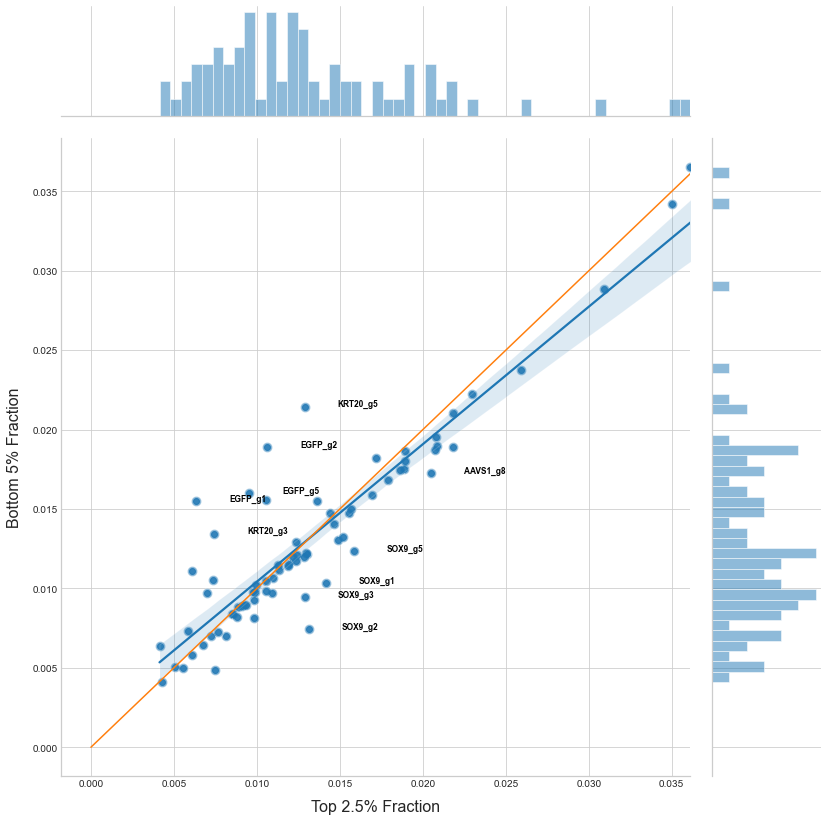 0.035
0.030
0.025
KRT20_g5
0.020
EGFP_g2
AAVS1_g8
EGFP_g5
EGFP_g1
0.015
KRT20_g3
SOX9_g5
SOX9_g1
0.010
SOX9_g3
SOX9_g2
0.005
0.000
Bottom 5% Fraction
0.000 0.005 0.010 0.015 0.020 0.025 0.030 0.035
Top 2.5% Fraction